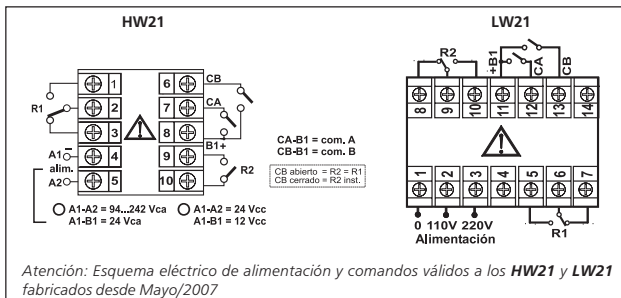 HW21
LW21
1
2
3
4
5
6
7
8
9
10
R1
A1
alim.
A2
CB
CA
B1+
R2
CA-B1 = com. A
CB-B1 = com. B
CB abierto = R2 = R1
CB cerrado = R2 inst.
A1-A2 = 94...242 Vca
A1-B1 = 24 Vca
A1-A2 = 24 Vcc
A1-B1 = 12 Vcc
R2
+B1
CA
CB
8
9
10
11
12
13
14
1
2
3
4
5
6
7
0 110V 220V
Alimentación
R1
Atención: Esquema eléctrico de alimentación y comandos válidos a los HW21 y LW21
fabricados desde Mayo/2007